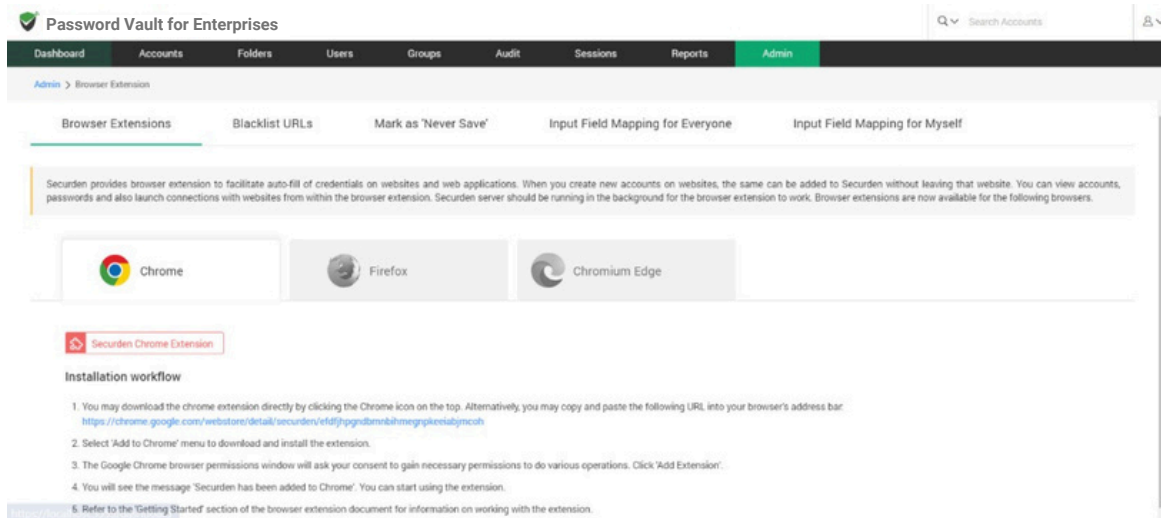 Password Vault for Enterprises
Search Accounts
Dashboard Accounts Folders Users Groups Audit Sessions Reports Admin
Admin > Browser Extension
Browser Extensions Blacklist URLs Mark as 'Never Save' Input Field Mapping for Everyone Input Field Mapping for Myself
Securden provides browser extension to facilitate auto-fill of credentials on websites and web applications. When you create new accounts on websites, the same can be added to Securden without leaving that website. You can view accounts,
passwords and also launch connections with websites from within the browser extension. Securden server should be running in the background for the browser extension to work. Browser extensions are now available for the following browsers.
Chrome Firefox Chromium Edge
Securden Chrome Extension
Installation workflow
1. You may download the chrome extension directly by clicking the Chrome icon on the top. Alternatively, you may copy and paste the following URL into your browser's address bar:
https://chrome.google.com/webstore/detail/securden/efdfjhpgndbmnbihmegnpkeeiabjmcoh
2. Select 'Add to Chrome' menu to download and install the extension.
3. The Google Chrome browser permissions window will ask your consent to gain necessary permissions to do various operations. Click 'Add Extension'.
4. You will see the message 'Securden has been added to Chrome'. You can start using the extension.
5. Refer to the 'Getting Started' section of the browser extension document for information on working with the extension.